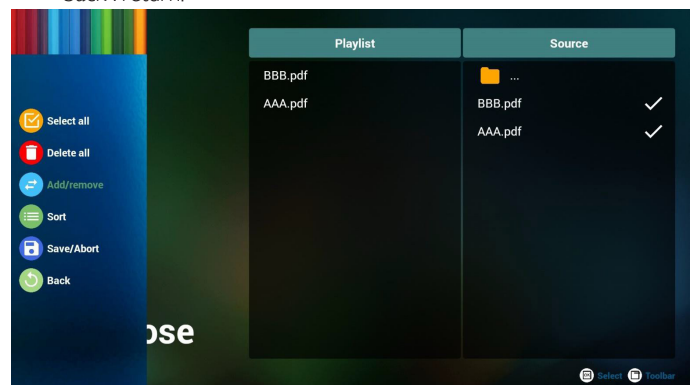 Playlist
Source
BBB.pdf
AAA.pdf
...
BBB.pdf
AAA.pdf
Select all
Delete all
Add/remove
Sort
Save/Abort
Back
ose
Select
Toolbar